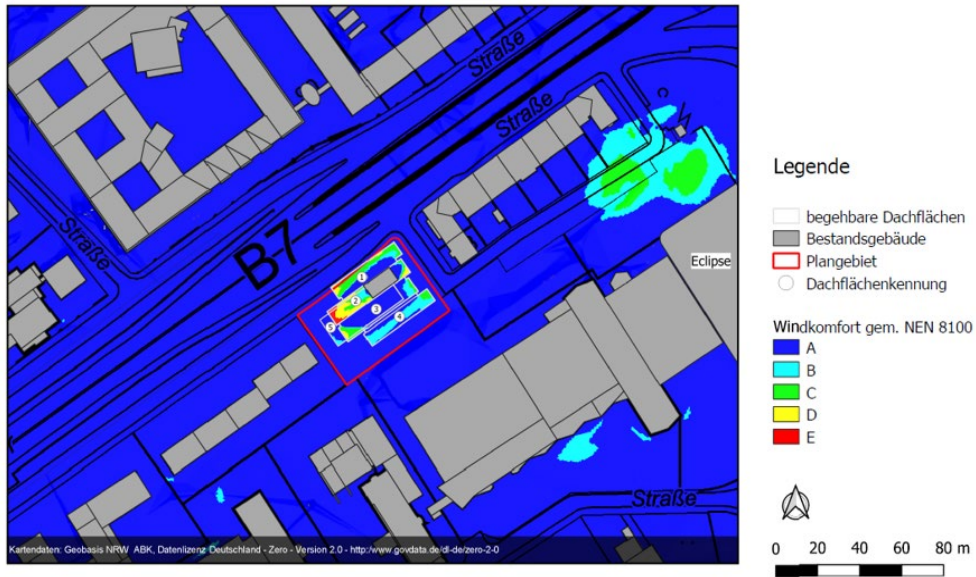 Straße
Straße
Straße
B7
Eclipse
1
2
3
4
5
Straße
Kartendaten: Geobasis NRW ABK, Datenlizenz Deutschland - Zero - Version 2.0 - http:/www.govdata.de/dl-de/zero-2-0
Legende
begehbare Dachflächen
Bestandsgebäude
Plangebiet
Dachflächenkennung
Windkomfort gem. NEN 8100
A
B
C
D
E
0 20 40 60 80 m